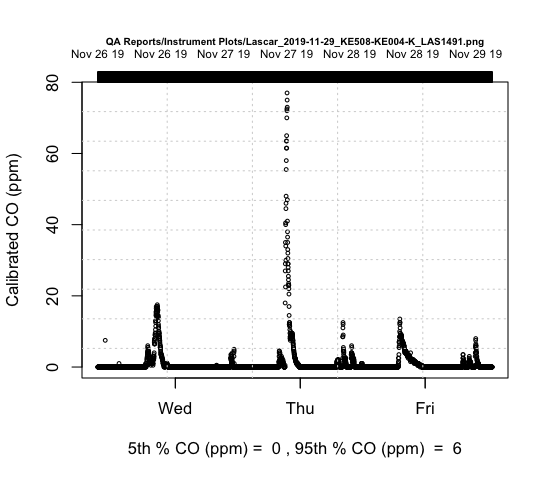 QA Reports/Instrument Plots/Lascar_2019-11-29_KE508-KE004-K_LAS1491.png
Nov 26 19 Nov 26 19 Nov 27 19 Nov 27 19 Nov 28 19 Nov 28 19 Nov 29 19
Calibrated CO (ppm)
80
60
40
20
0
Wed Thu Fri
5th % CO (ppm) = 0 , 95th % CO (ppm) = 6